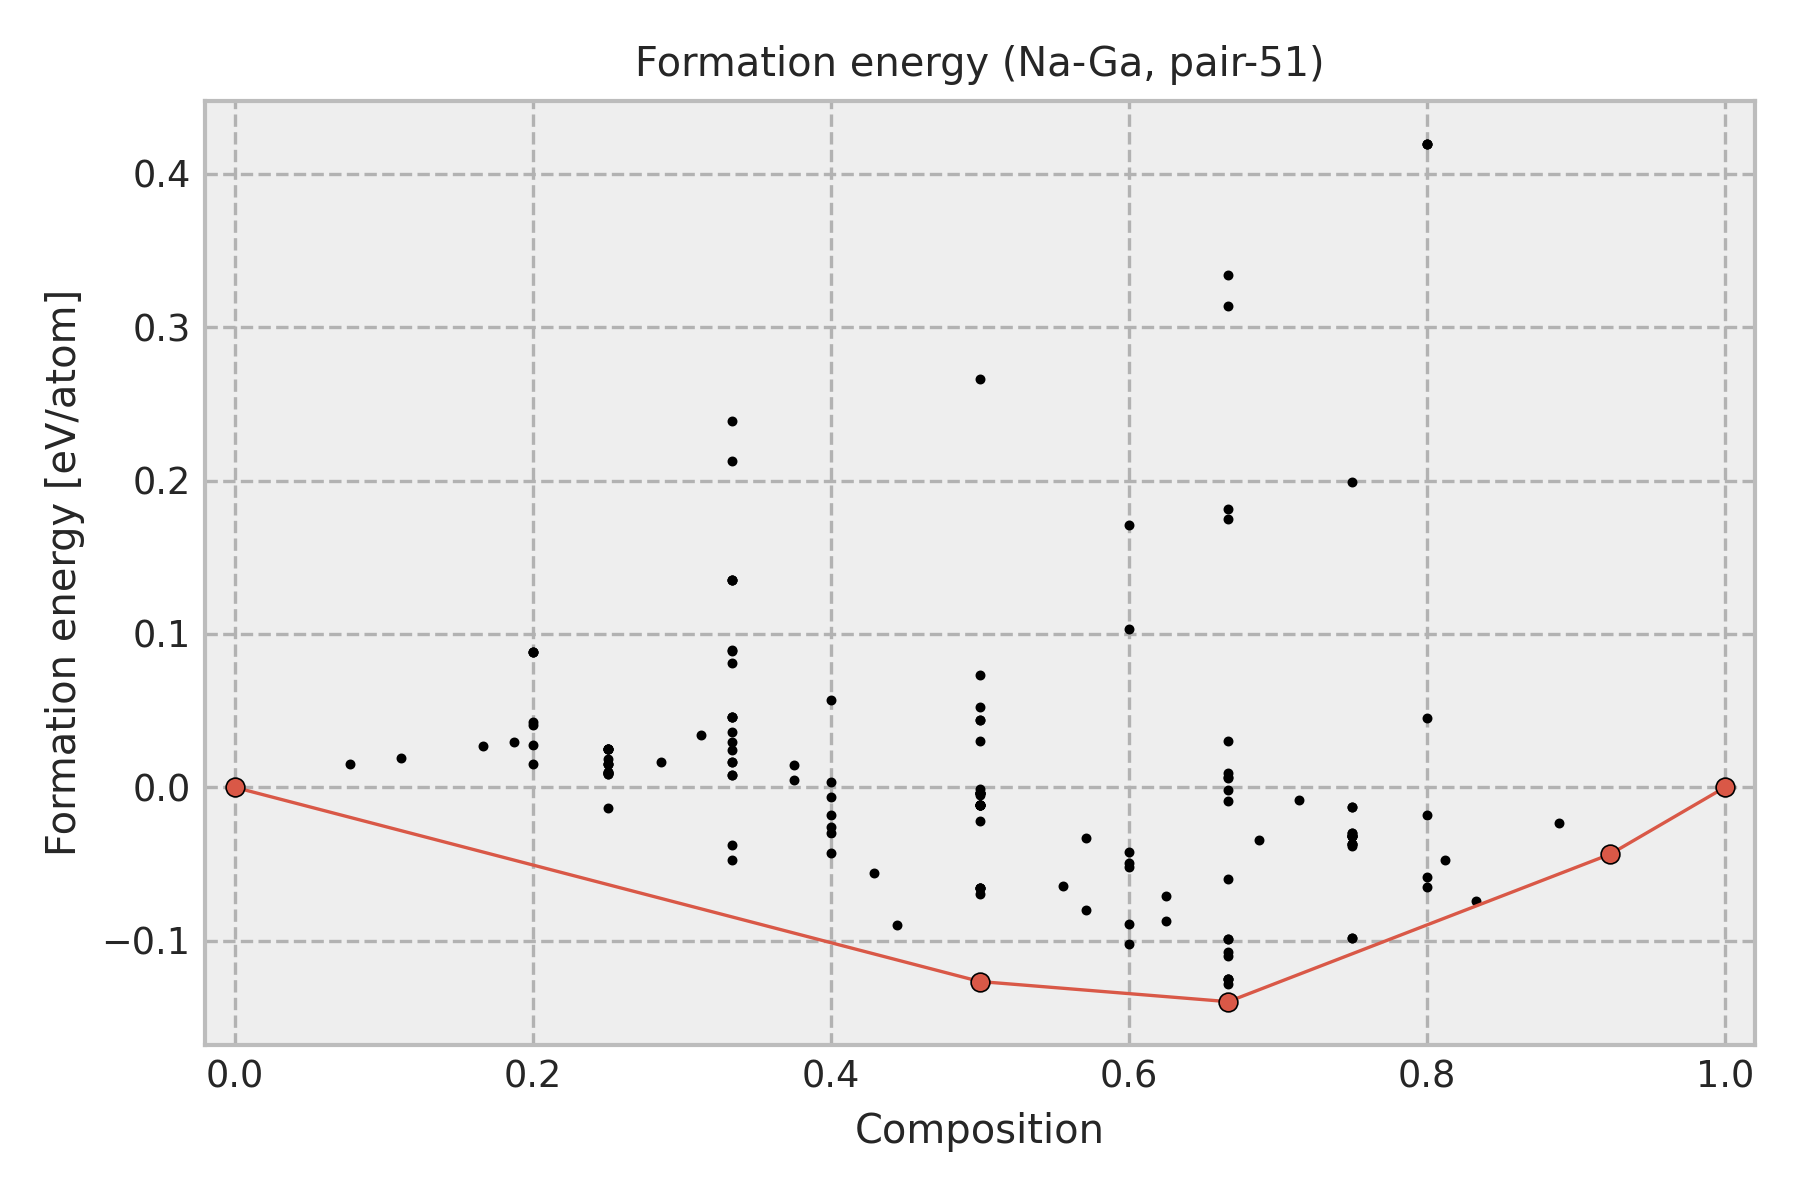 Formation energy (Na-Ga, pair-51)
Formation energy [eV/atom]
0.4
0.3
0.2
0.1
0.0
−0.1
0.0 0.2 0.4 0.6 0.8 1.0
Composition